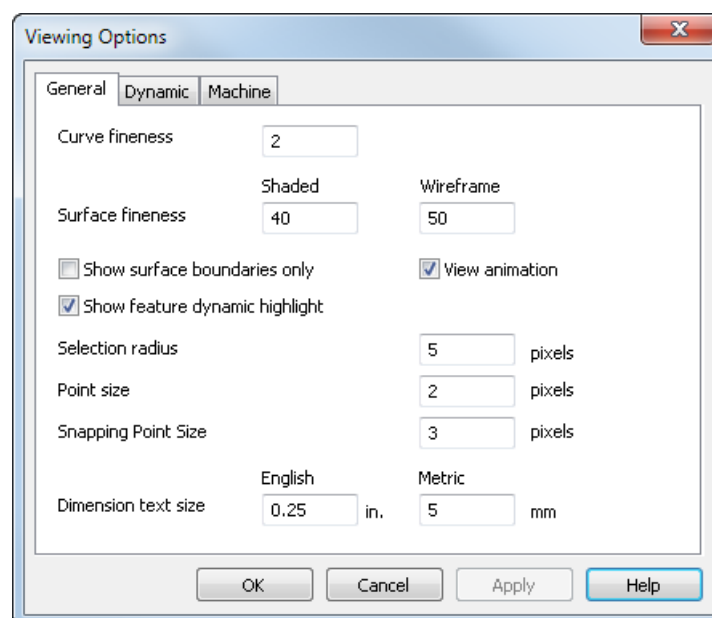 Viewing Options
General Dynamic Machine
Curve fineness 2
Shaded Wireframe
Surface fineness 40 50
Show surface boundaries only View animation
Show feature dynamic highlight
Selection radius 5 pixels
Point size 2 pixels
Snapping Point Size 3 pixels
English Metric
Dimension text size 0.25 in. 5 mm
OK Cancel Apply Help